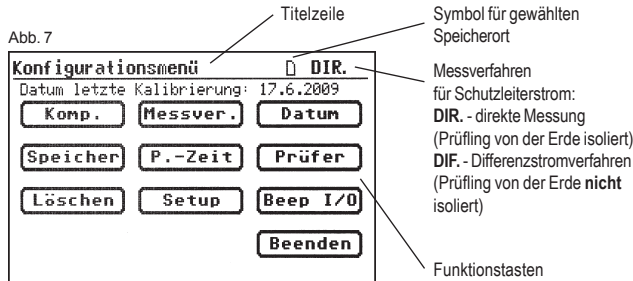 Titelzeile
Symbol für gewählten
Speicherort
Abb. 7
Konfigurationsmenü DIR.
Datum letzte Kalibrierung: 17.6.2009
Komp. Messver. Datum
Speicher P.-Zeit Prüfer
Löschen Setup Beep I/O
Beenden
Messverfahren
für Schutzleiterstrom:
DIR. - direkte Messung
(Prüfling von der Erde isoliert)
DIF. - Differenzstromverfahren
(Prüfling von der Erde nicht
isoliert)
Funktionstasten